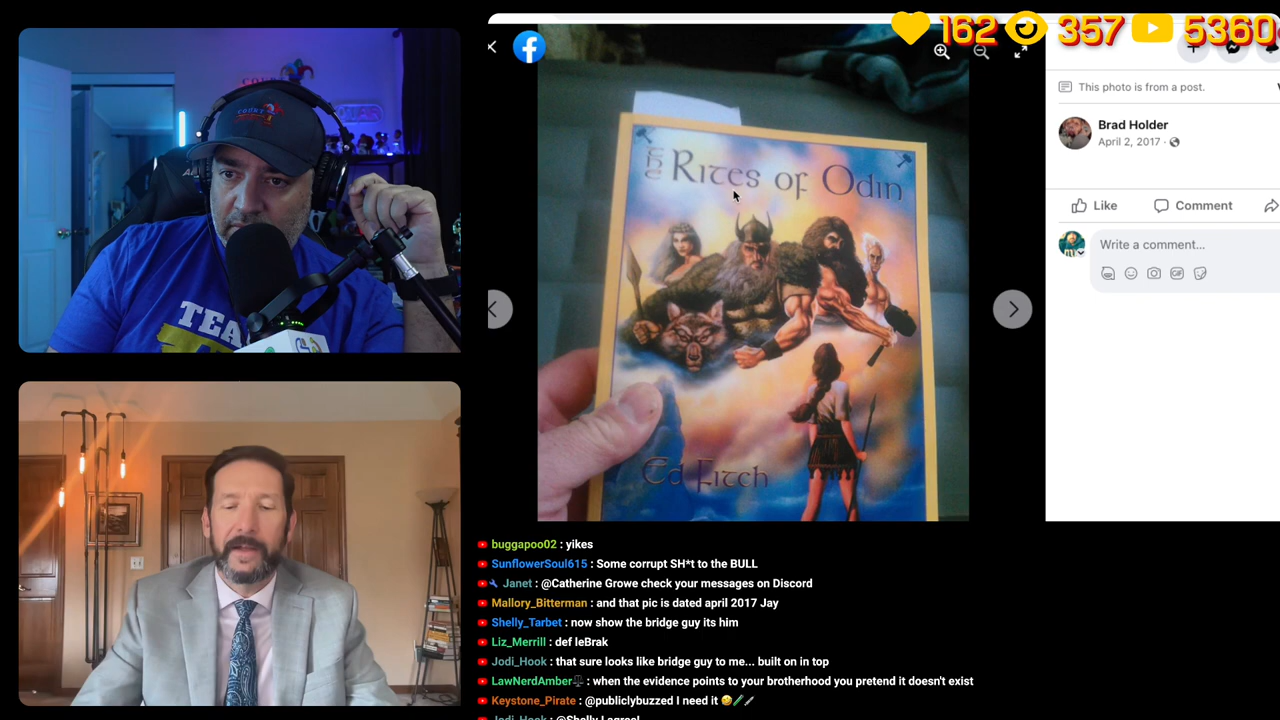 162 357 5360
This photo is from a post.
Brad Holder
April 2, 2017
Like Comment
Write a comment...
GIF
The Rites of Odin
Ed Fitch
COURT
TEAM
buggapoo02 : yikes
SunflowerSoul615 : Some corrupt SH*t to the BULL
Janet : @Catherine Growe check your messages on Discord
Mallory_Bitterman : and that pic is dated april 2017 Jay
Shelly_Tarbet : now show the bridge guy its him
Liz_Merrill : def leBrak
Jodi_Hook : that sure looks like bridge guy to me... built on in top
LawNerdAmber : when the evidence points to your brotherhood you pretend it doesn't exist
Keystone_Pirate : @publiclybuzzed I need it